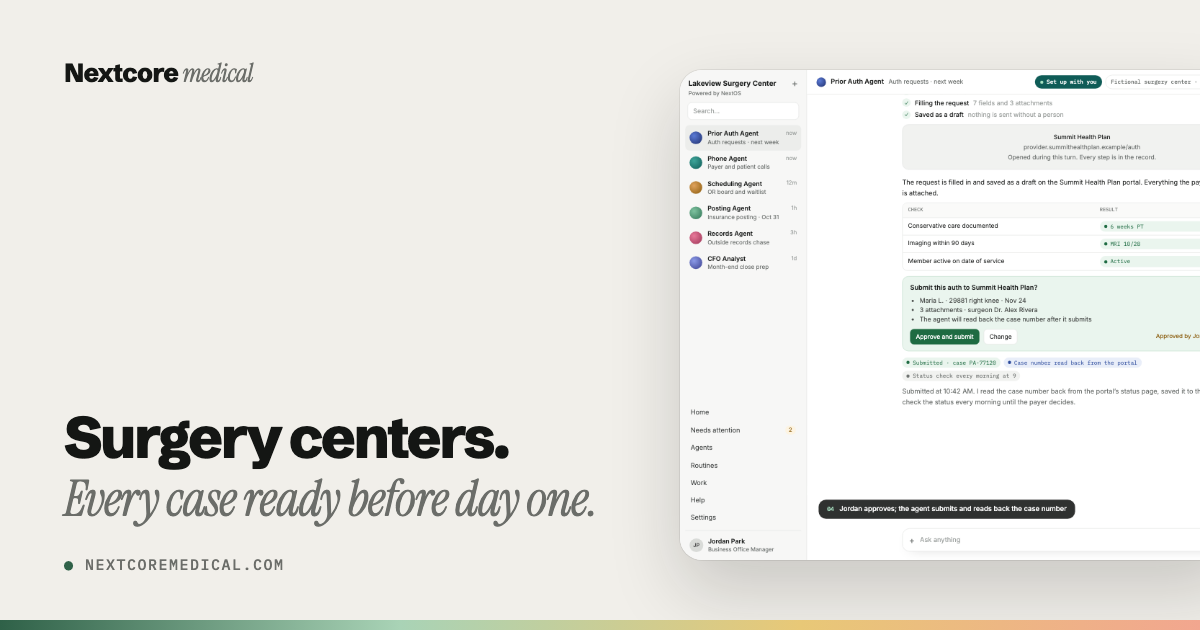 Nextcore medical
Surgery centers.
Every case ready before day one.
NEXTCOREMEDICAL.COM
Lakeview Surgery Center +
Powered by NextOS
Search...
Prior Auth Agent now
Auth requests · next week
Phone Agent now
Payer and patient calls
Scheduling Agent 12m
OR board and waitlist
Posting Agent 1h
Insurance posting · Oct 31
Records Agent 3h
Outside records chase
CFO Analyst 1d
Month-end close prep
Home
Needs attention 2
Agents
Routines
Work
Help
Settings
JP Jordan Park
Business Office Manager
Prior Auth Agent Auth requests · next week
Set up with you
Fictional surgery center ·
Filling the request 7 fields and 3 attachments
Saved as a draft nothing is sent without a person
Summit Health Plan
provider.summithealthplan.example/auth
Opened during this turn. Every step is in the record.
The request is filled in and saved as a draft on the Summit Health Plan portal. Everything the pay
is attached.
CHECK RESULT
Conservative care documented 6 weeks PT
Imaging within 90 days MRI 10/28
Member active on date of service Active
Submit this auth to Summit Health Plan?
• Maria L. · 29881 right knee · Nov 24
• 3 attachments · surgeon Dr. Alex Rivera
• The agent will read back the case number after it submits
Approve and submit Change Approved by Jo
Submitted · case PA-77120 Case number read back from the portal
Status check every morning at 9
Submitted at 10:42 AM. I read the case number back from the portal's status page, saved it to th
check the status every morning until the payer decides.
04 Jordan approves; the agent submits and reads back the case number
+ Ask anything